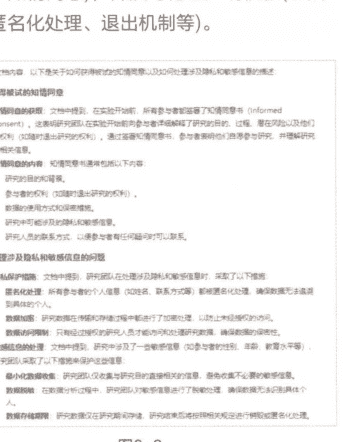 匿名化处理、退出机制等)。
文档内容，以下是关于如何获得被试的知情同意以及如何处理涉及隐私和敏感信息的描述：
得被试的知情同意
情同意的获取：文档中提到，在实验开始前，所有参与者都签署了知情同意书（Informed
onsent）。这表明研究团队在实验开始前向参与者详细解释了研究的目的、过程、潜在风险以及他们
权利（如随时退出研究的权利）。通过签署知情同意书，参与者表明他们自愿参与研究，并理解研究
相关信息。
情同意的内容：知情同意书通常包括以下内容：
研究的目的和背景。
参与者的权利（如随时退出研究的权利）。
数据的使用方式和保密措施。
研究中可能涉及的隐私和敏感信息。
研究人员的联系方式，以便参与者有任何疑问时可以联系。
理涉及隐私和敏感信息的问题
私保护措施：文档中提到，研究团队在处理涉及隐私和敏感信息时，采取了以下措施：
匿名化处理：所有参与者的个人信息（如姓名、联系方式等）都被匿名化处理，确保数据无法追溯
到具体的个人。
数据加密：研究数据在传输和存储过程中都进行了加密处理，以防止未经授权的访问。
数据访问限制：只有经过授权的研究人员才能访问和处理研究数据，确保数据的保密性。
感信息的处理：文档中提到，研究中涉及了一些敏感信息（如参与者的性别、年龄、教育水平等），
究团队采取了以下措施来保护这些信息：
最小化数据收集：研究团队仅收集与研究目的直接相关的信息，避免收集不必要的敏感信息。
数据脱敏：在数据分析过程中，研究团队对敏感信息进行了脱敏处理，确保数据无法识别具体个
人。
数据存储期限：研究数据仅在研究期间存储，研究结束后将按照相关规定进行销毁或匿名化处理。